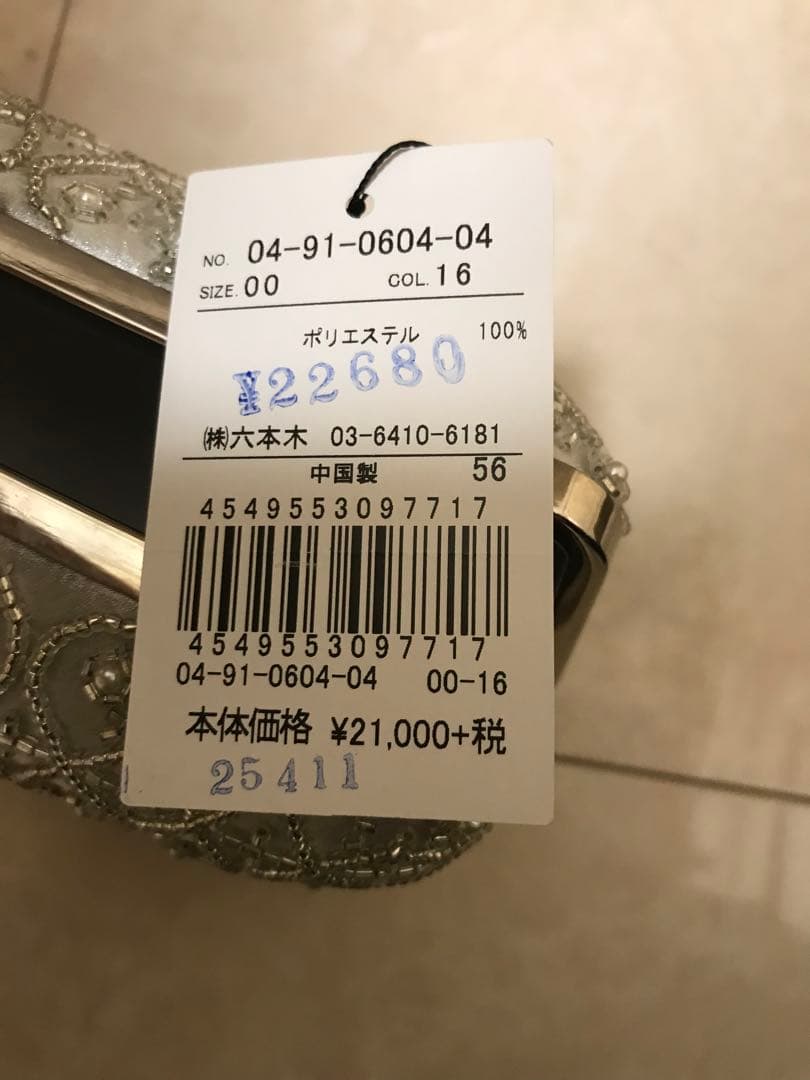 NO. 04-91-0604-04
SIZE. 00 COL. 16
ポリエステル 100%
¥22680
㈱六本木 03-6410-6181
中国製 56
4549553097717
4549553097717
04-91-0604-04 00-16
本体価格 ¥21,000+税
25411